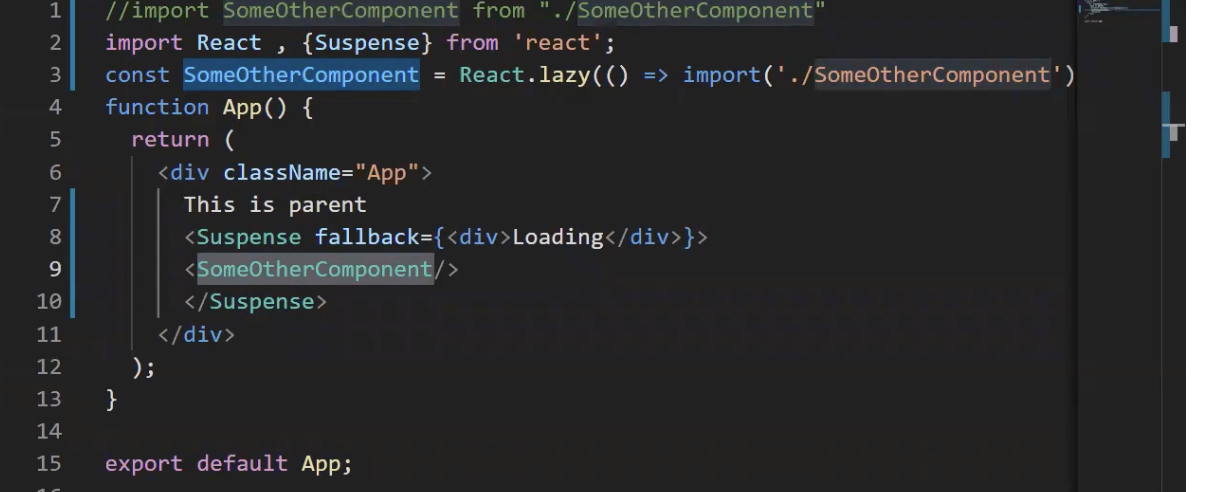 1 //import SomeOtherComponent from "./SomeOtherComponent"
2 import React , {Suspense} from 'react';
3 const SomeOtherComponent = React.lazy(() => import('./SomeOtherComponent')
4 function App() {
5 return (
6 <div className="App">
7 This is parent
8 <Suspense fallback={<div>Loading</div>}>
9 <SomeOtherComponent/>
10 </Suspense>
11 </div>
12 );
13 }
14
15 export default App;